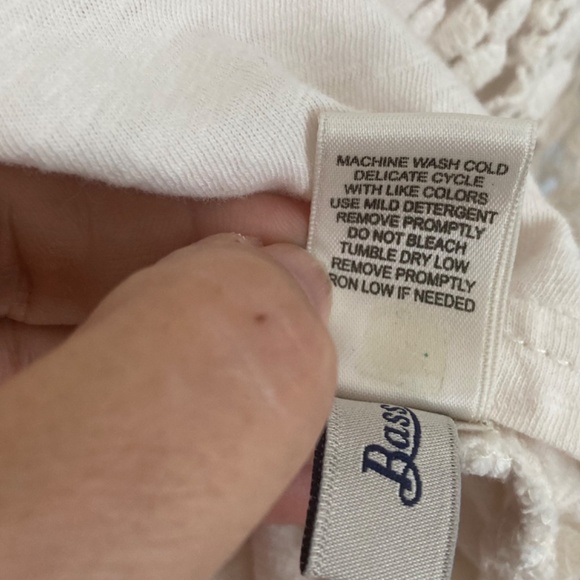 MACHINE WASH COLD
DELICATE CYCLE
WITH LIKE COLORS
USE MILD DETERGENT
REMOVE PROMPTLY
DO NOT BLEACH
TUMBLE DRY LOW
REMOVE PROMPTLY
RON LOW IF NEEDED
Bass